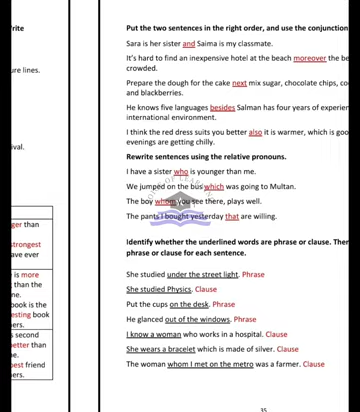 rite
ure lines.
ival.
ger than
strongest
ave ever
is more
than the
ne.
book is the
esting book
ers.
s second
etter than
e.
best friend
ers.
Put the two sentences in the right order, and use the conjunction
Sara is her sister and Saima is my classmate.
It's hard to find an inexpensive hotel at the beach moreover the be
crowded.
Prepare the dough for the cake next mix sugar, chocolate chips, co
and blackberries.
He knows five languages besides Salman has four years of experien
international environment.
I think the red dress suits you better also it is warmer, which is goo
evenings are getting chilly.
Rewrite sentences using the relative pronouns.
I have a sister who is younger than me.
We jumped on the bus which was going to Multan.
The boy whom you see there, plays well.
The pants I bought yesterday that are willing.
Identify whether the underlined words are phrase or clause. Then
phrase or clause for each sentence.
She studied under the street light. Phrase
She studied Physics. Clause
Put the cups on the desk. Phrase
He glanced out of the windows. Phrase
I know a woman who works in a hospital. Clause
She wears a bracelet which is made of silver. Clause
The woman whom I met on the metro was a farmer. Clause
35